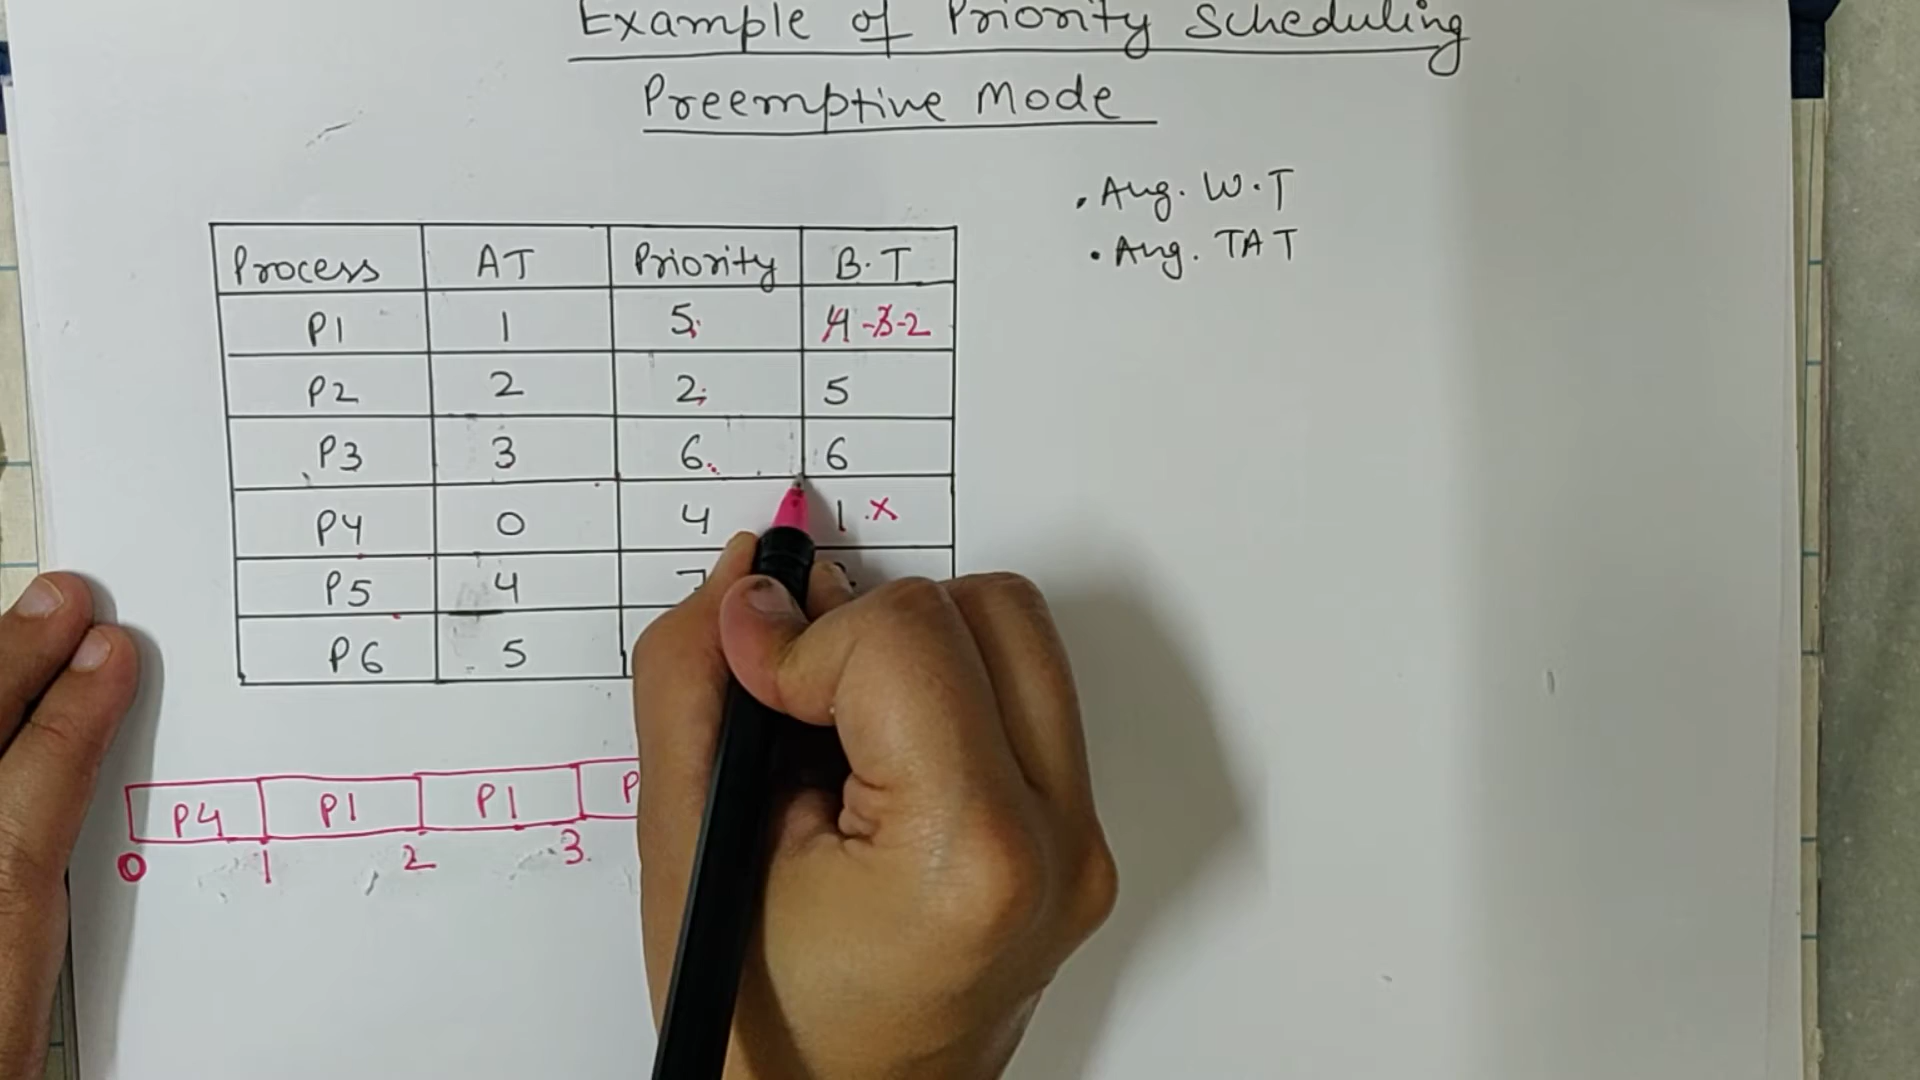 Example of Priority Scheduling
Preemptive Mode
. Avg. W.T
. Avg. TAT
Process AT Priority B.T
P1 1 5 4-3-2
P2 2 2 5
P3 3 6 6
P4 0 4 1 x
P5 4 7
P6 5
P4 P1 P1 P
0 1 2 3